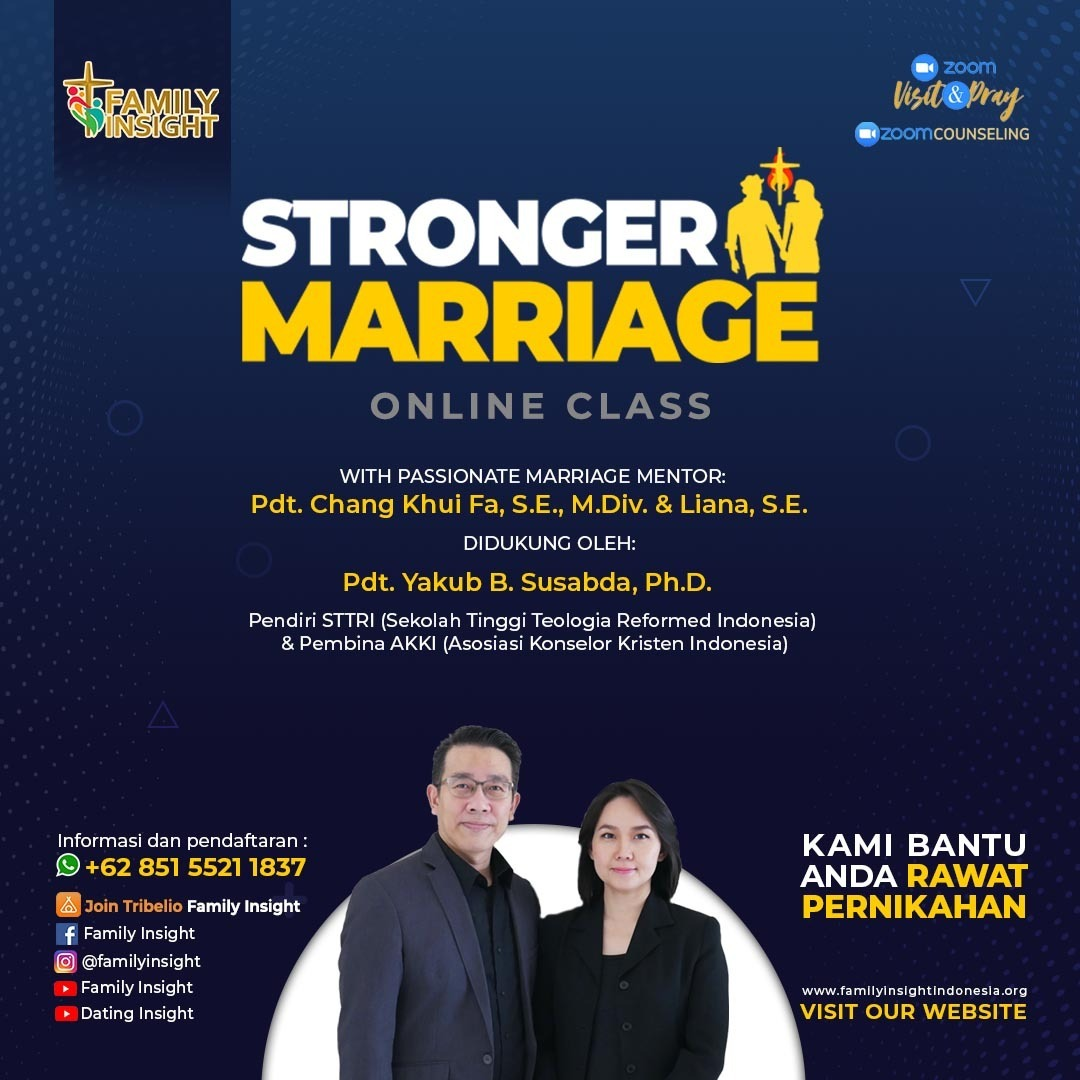 FAMILY
INSIGHT
zoom
Visit & Pray
zoom COUNSELING
STRONGER
MARRIAGE
ONLINE CLASS
WITH PASSIONATE MARRIAGE MENTOR:
Pdt. Chang Khui Fa, S.E., M.Div. & Liana, S.E.
DIDUKUNG OLEH:
Pdt. Yakub B. Susabda, Ph.D.
Pendiri STTRI (Sekolah Tinggi Teologia Reformed Indonesia)
& Pembina AKKI (Asosiasi Konselor Kristen Indonesia)
Informasi dan pendaftaran :
+62 851 5521 1837
Join Tribelio Family Insight
Family Insight
@familyinsight
Family Insight
Dating Insight
KAMI BANTU
ANDA RAWAT
PERNIKAHAN
www.familyinsightindonesia.org
VISIT OUR WEBSITE